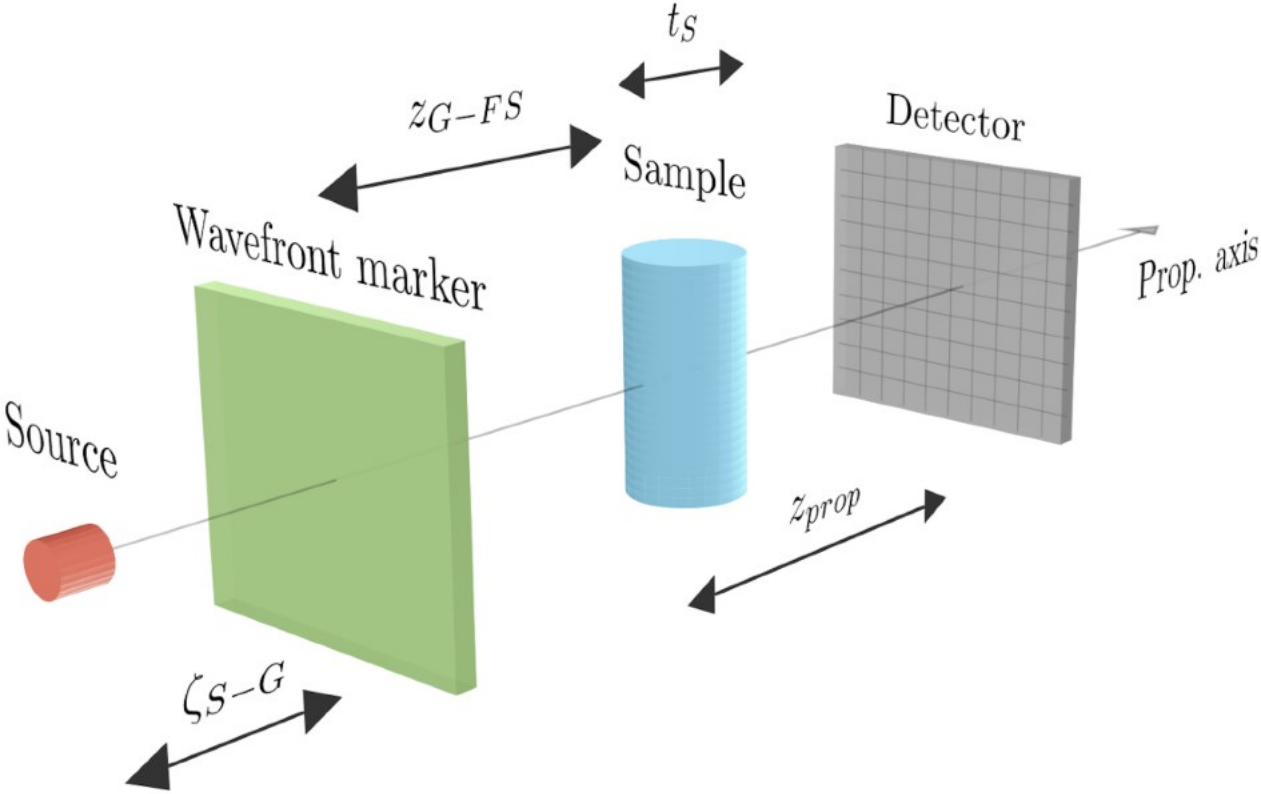 t_S
z_{G-FS}
Detector
Sample
Wavefront marker
Prop. axis
Source
z_{prop}
ζ_{S-G}